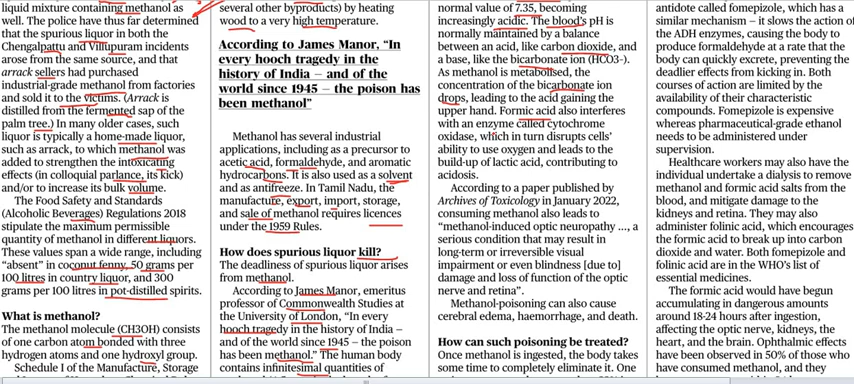 liquid mixture containing methanol as
well. The police have thus far determined
that the spurious liquor in both the
Chengalpattu and Villupuram incidents
arose from the same source, and that
arrack sellers had purchased
industrial-grade methanol from factories
and sold it to the victims. (Arrack is
distilled from the fermented sap of the
palm tree.) In many older cases, such
liquor is typically a home-made liquor,
such as arrack, to which methanol was
added to strengthen the intoxicating
effects (in colloquial parlance, its kick)
and/or to increase its bulk volume.
The Food Safety and Standards
(Alcoholic Beverages) Regulations 2018
stipulate the maximum permissible
quantity of methanol in different liquors.
These values span a wide range, including
"absent" in coconut fenny, 50 grams per
100 litres in country liquor, and 300
grams per 100 litres in pot-distilled spirits.
What is methanol?
The methanol molecule (CH3OH) consists
of one carbon atom bonded with three
hydrogen atoms and one hydroxyl group.
Schedule I of the Manufacture, Storage
several other byproducts) by heating
wood to a very high temperature.
According to James Manor, "In
every hooch tragedy in the
history of India – and of the
world since 1945 – the poison has
been methanol"
Methanol has several industrial
applications, including as a precursor to
acetic acid, formaldehyde, and aromatic
hydrocarbons. It is also used as a solvent
and as antifreeze. In Tamil Nadu, the
manufacture, export, import, storage,
and sale of methanol requires licences
under the 1959 Rules.
How does spurious liquor kill?
The deadliness of spurious liquor arises
from methanol.
According to James Manor, emeritus
professor of Commonwealth Studies at
the University of London, "In every
hooch tragedy in the history of India –
and of the world since 1945 – the poison
has been methanol." The human body
contains infinitesimal quantities of
normal value of 7.35, becoming
increasingly acidic. The blood's pH is
normally maintained by a balance
between an acid, like carbon dioxide, and
a base, like the bicarbonate ion (HCO3-).
As methanol is metabolised, the
concentration of the bicarbonate ion
drops, leading to the acid gaining the
upper hand. Formic acid also interferes
with an enzyme called cytochrome
oxidase, which in turn disrupts cells'
ability to use oxygen and leads to the
build-up of lactic acid, contributing to
acidosis.
According to a paper published by
Archives of Toxicology in January 2022,
consuming methanol also leads to
"methanol-induced optic neuropathy ..., a
serious condition that may result in
long-term or irreversible visual
impairment or even blindness [due to]
damage and loss of function of the optic
nerve and retina".
Methanol-poisoning can also cause
cerebral edema, haemorrhage, and death.
How can such poisoning be treated?
Once methanol is ingested, the body takes
some time to completely eliminate it. One
antidote called fomepizole, which has a
similar mechanism – it slows the action of
the ADH enzymes, causing the body to
produce formaldehyde at a rate that the
body can quickly excrete, preventing the
deadlier effects from kicking in. Both
courses of action are limited by the
availability of their characteristic
compounds. Fomepizole is expensive
whereas pharmaceutical-grade ethanol
needs to be administered under
supervision.
Healthcare workers may also have the
individual undertake a dialysis to remove
methanol and formic acid salts from the
blood, and mitigate damage to the
kidneys and retina. They may also
administer folinic acid, which encourages
the formic acid to break up into carbon
dioxide and water. Both fomepizole and
folinic acid are in the WHO's list of
essential medicines.
The formic acid would have begun
accumulating in dangerous amounts
around 18-24 hours after ingestion,
affecting the optic nerve, kidneys, the
heart, and the brain. Ophthalmic effects
have been observed in 50% of those who
have consumed methanol, and they